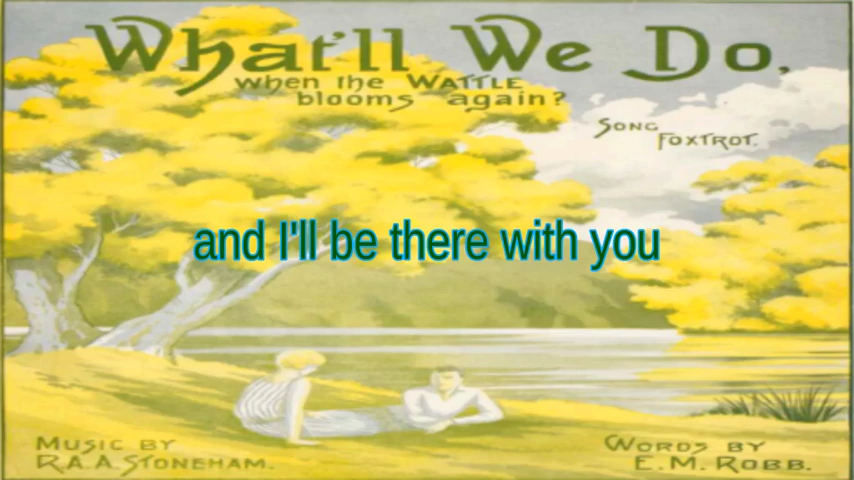 What'll We Do,
when the WATTLE
blooms again?
SONG
FOXTROT.
and I'll be there with you
MUSIC BY
R.A.A. STONEHAM.
WORDS BY
E.M. ROBB.